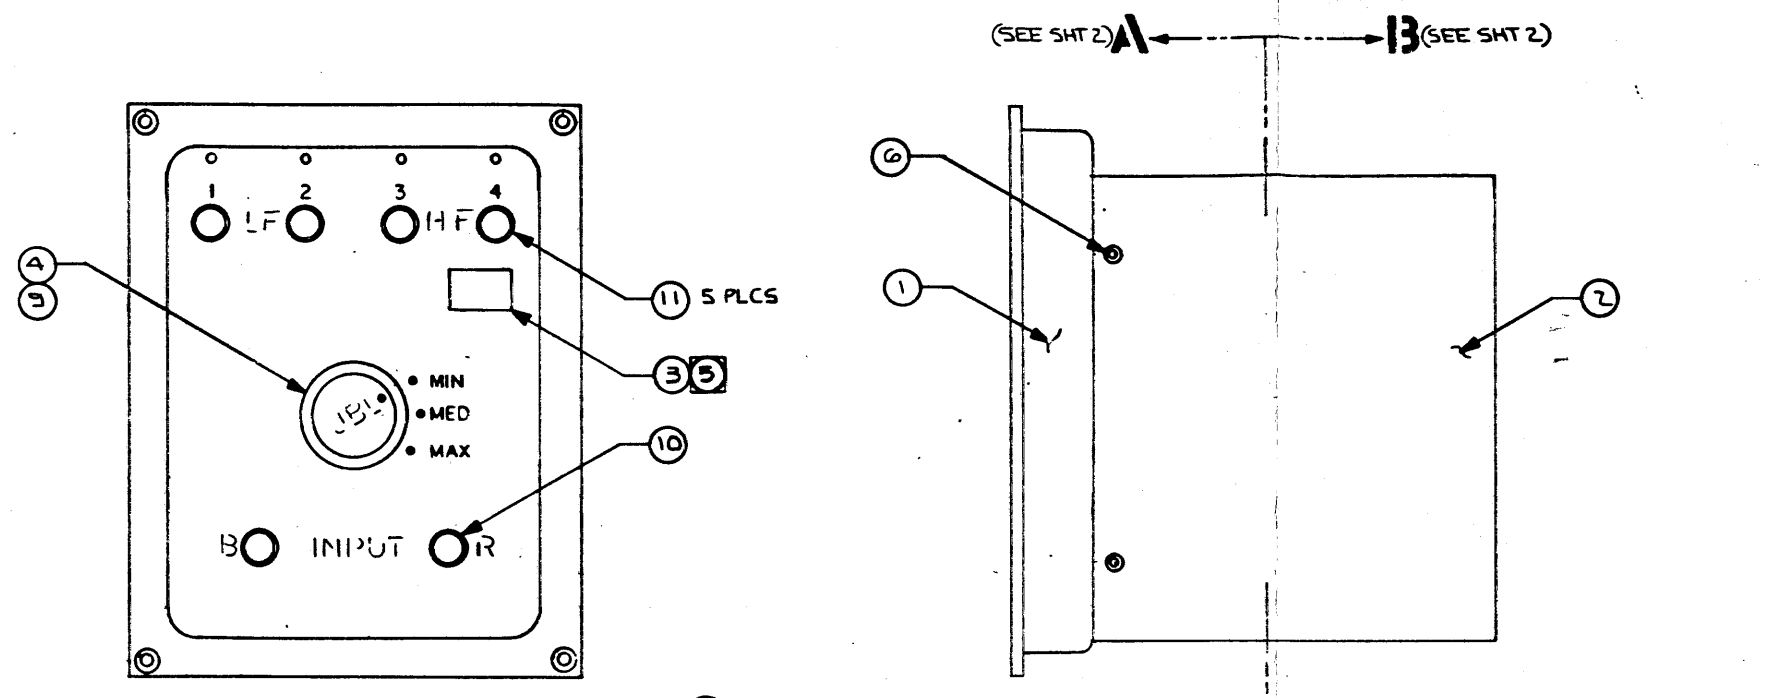 (SEE SHT 2) A B (SEE SHT 2)
1 2 3 4
LF HF
6
4
9
1
11 5 PLCS
2
3 5
MIN
JBL
MED
MAX
10
B INPUT R